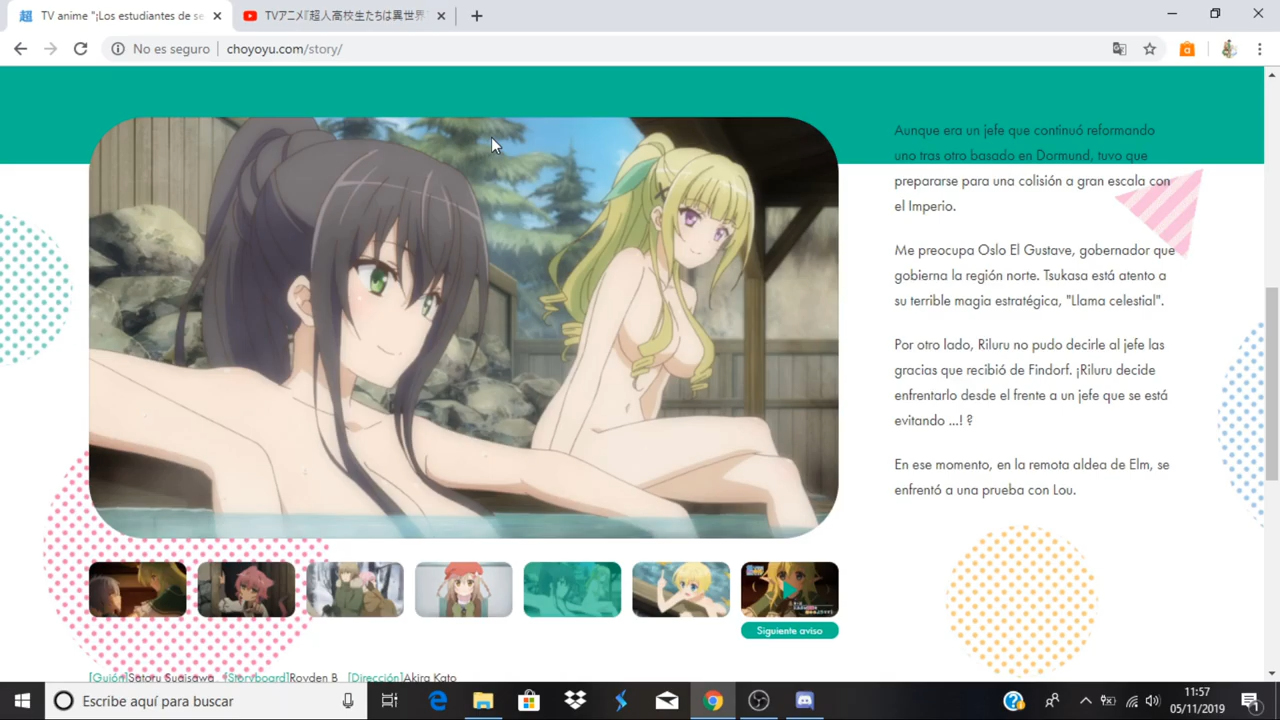 TV anime "¡Los estudiantes de se
TVアニメ『超人高校生たちは異世界
No es seguro
choyoyu.com/story/
Aunque era un jefe que continuó reformando
uno tras otro basado en Dormund, tuvo que
prepararse para una colisión a gran escala con
el Imperio.
Me preocupa Oslo El Gustave, gobernador que
gobierna la región norte. Tsukasa está atento a
su terrible magia estratégica, "Llama celestial".
Por otro lado, Riluru no pudo decirle al jefe las
gracias que recibió de Findorf. ¡Riluru decide
enfrentarlo desde el frente a un jefe que se está
evitando ...! ?
En ese momento, en la remota aldea de Elm, se
enfrentó a una prueba con Lou.
Siguiente aviso
[Guión]Satoru Sugisawa [Storyboard]Royden B [Dirección]Akira Kato
Escribe aquí para buscar
11:57
05/11/2019